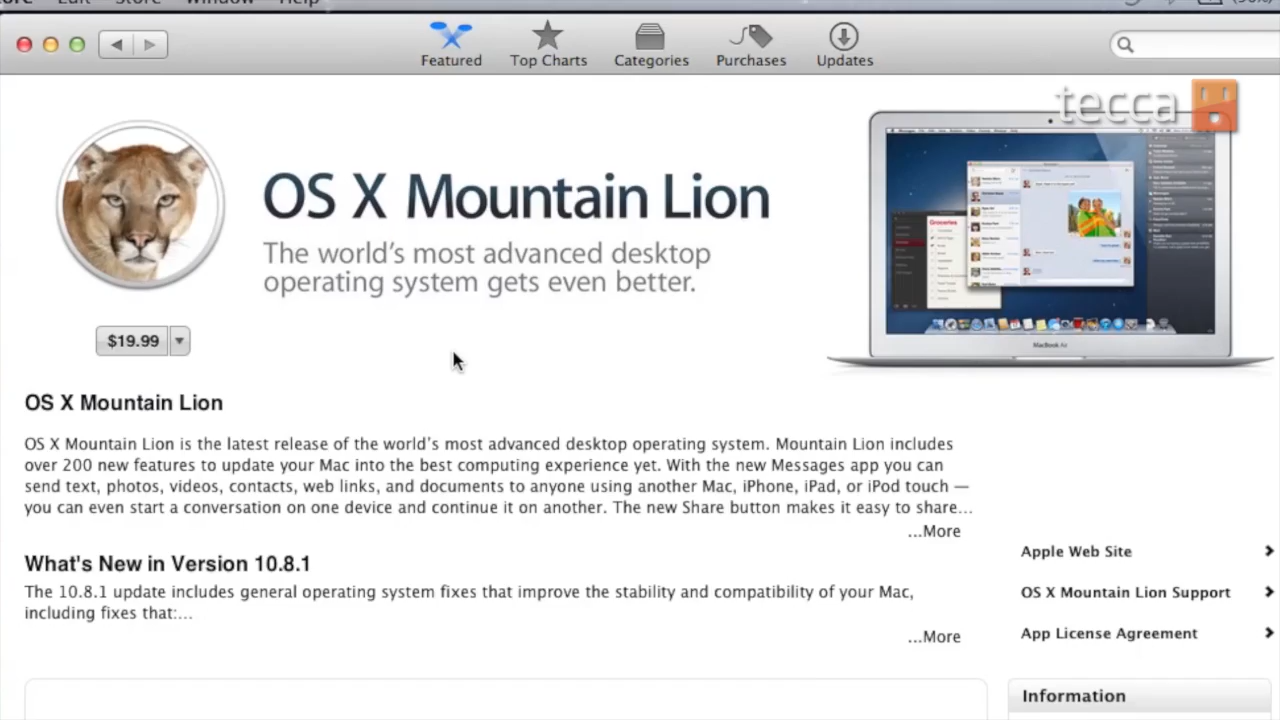 Edit Store Window Help
Featured Top Charts Categories Purchases Updates
tecca
OS X Mountain Lion
The world's most advanced desktop
operating system gets even better.
Groceries
MacBook Air
$19.99
OS X Mountain Lion
OS X Mountain Lion is the latest release of the world's most advanced desktop operating system. Mountain Lion includes
over 200 new features to update your Mac into the best computing experience yet. With the new Messages app you can
send text, photos, videos, contacts, web links, and documents to anyone using another Mac, iPhone, iPad, or iPod touch —
you can even start a conversation on one device and continue it on another. The new Share button makes it easy to share...
...More
What's New in Version 10.8.1
The 10.8.1 update includes general operating system fixes that improve the stability and compatibility of your Mac,
including fixes that:...
...More
Apple Web Site
OS X Mountain Lion Support
App License Agreement
Information